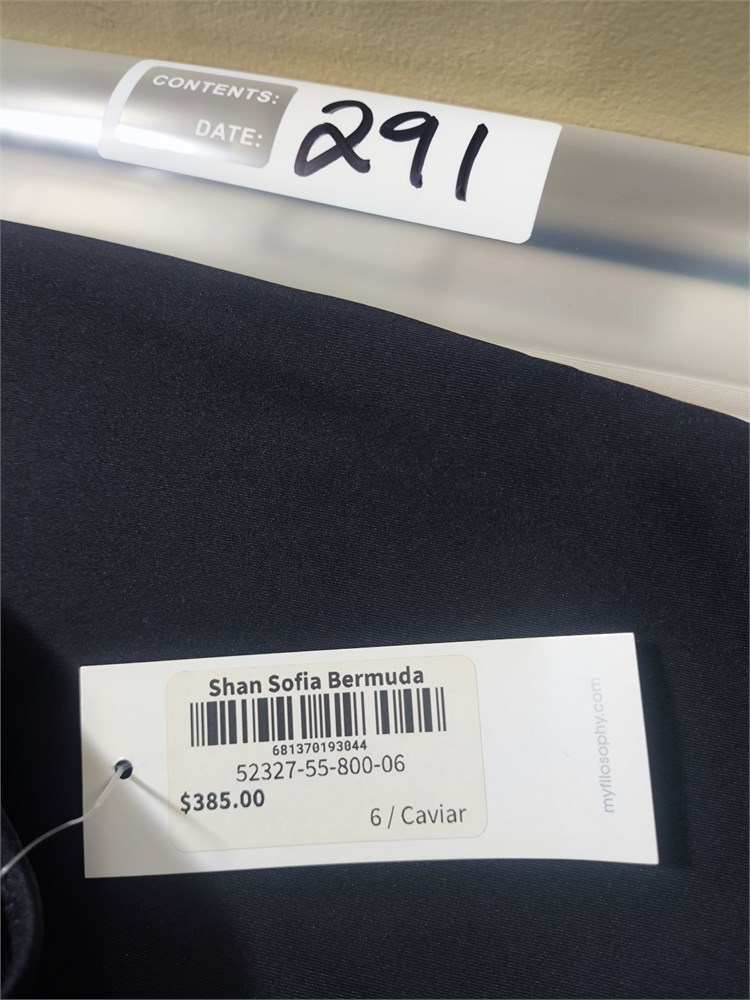 CONTENTS:
DATE:
291
Shan Sofia Bermuda
681370193044
52327-55-800-06
$385.00
6 / Caviar
myfilosophy.com